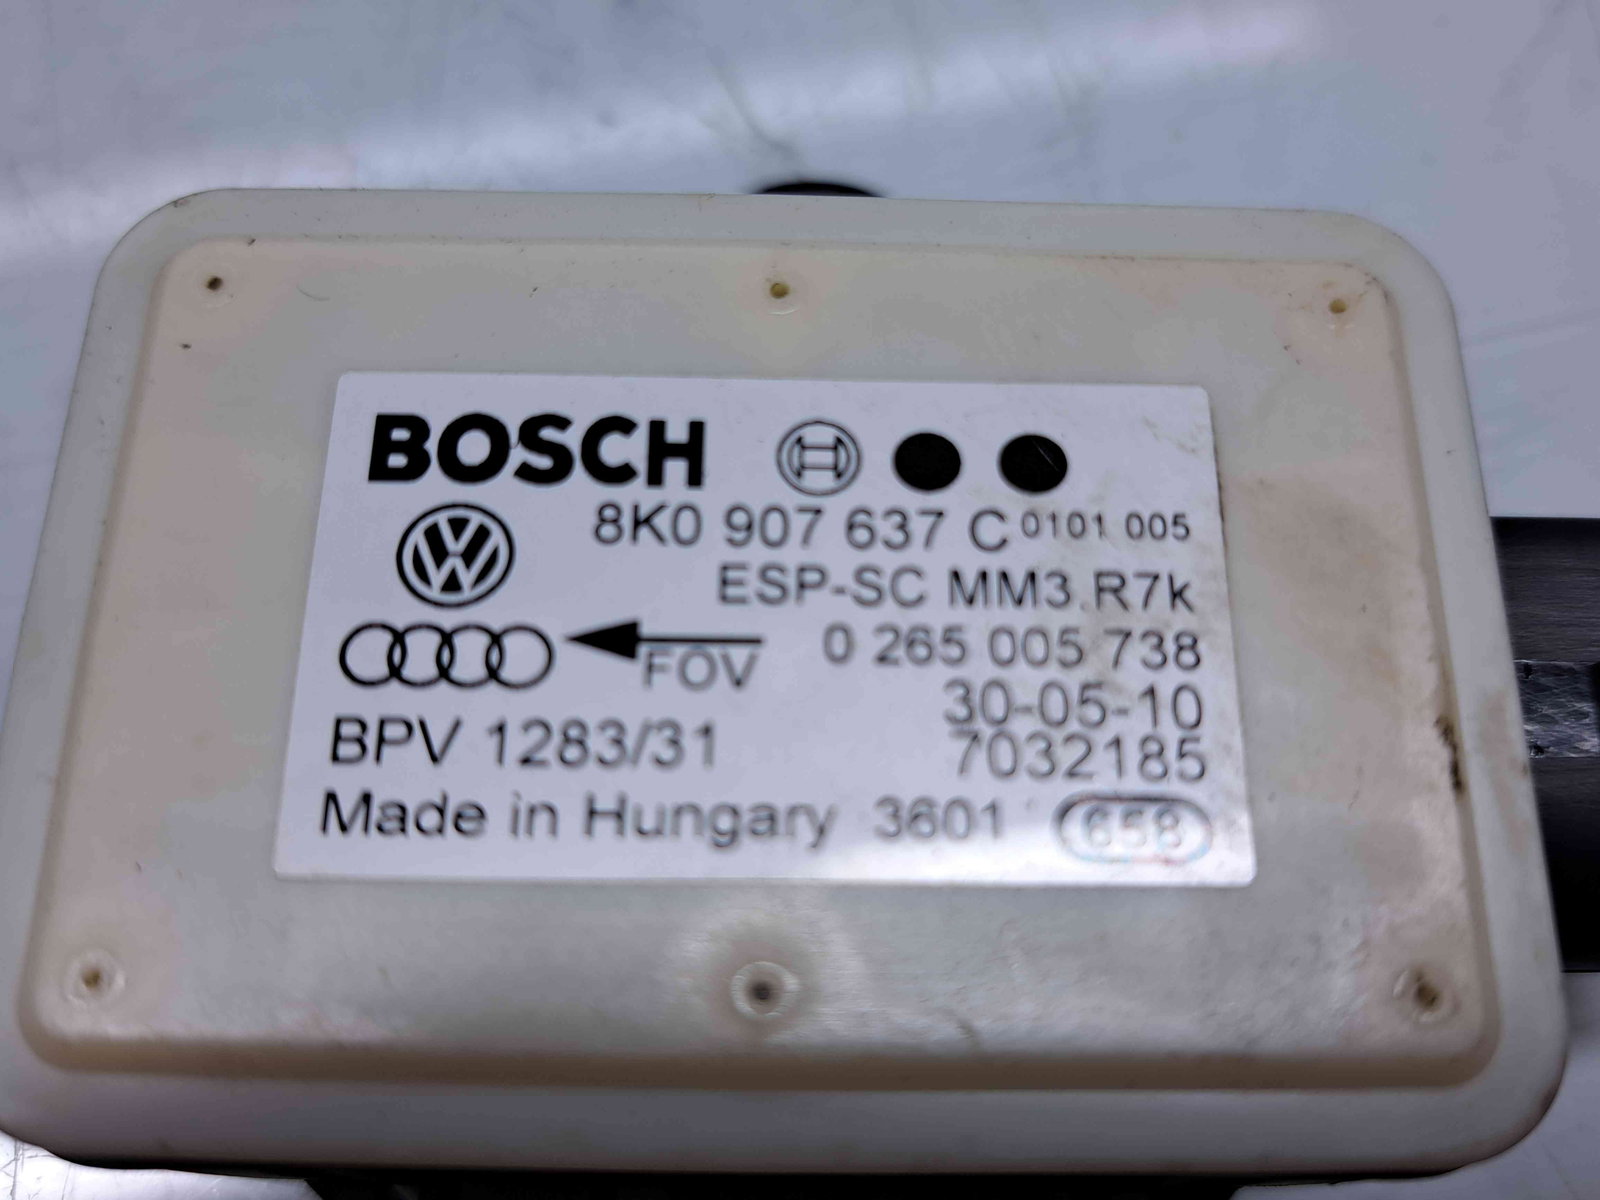 BOSCH
8K0 907 637 C 0101 005
ESP-SC MM3.R7k
FOV 0 265 005 738
30-05-10
BPV 1283/31 7032185
Made in Hungary 3601 658